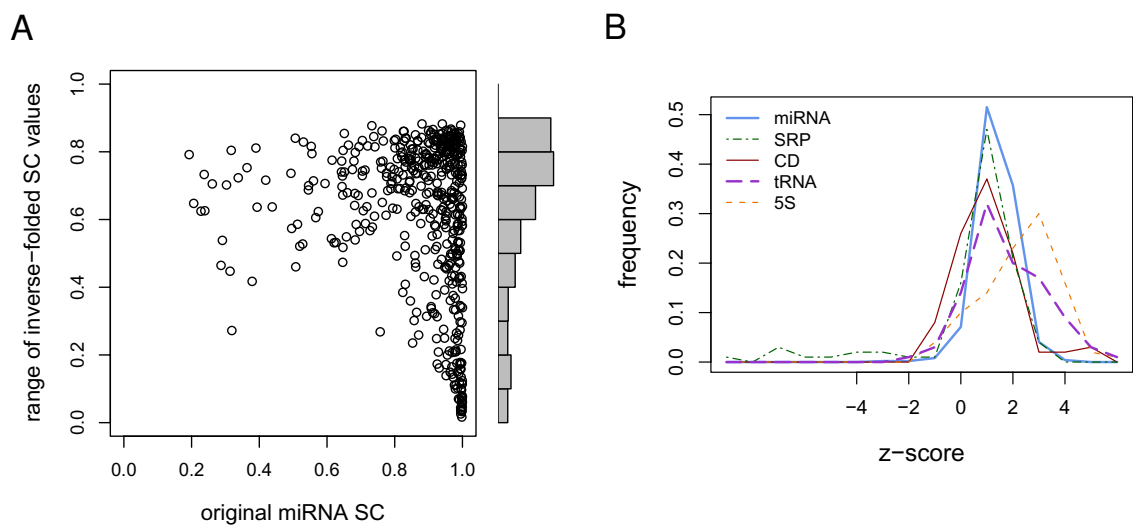 A
range of inverse-folded SC values
1.0
0.8
0.6
0.4
0.2
0.0
0.0 0.2 0.4 0.6 0.8 1.0
original miRNA SC
B
frequency
0.5
0.4
0.3
0.2
0.1
0.0
miRNA
SRP
CD
tRNA
5S
−4 −2 0 2 4
z−score